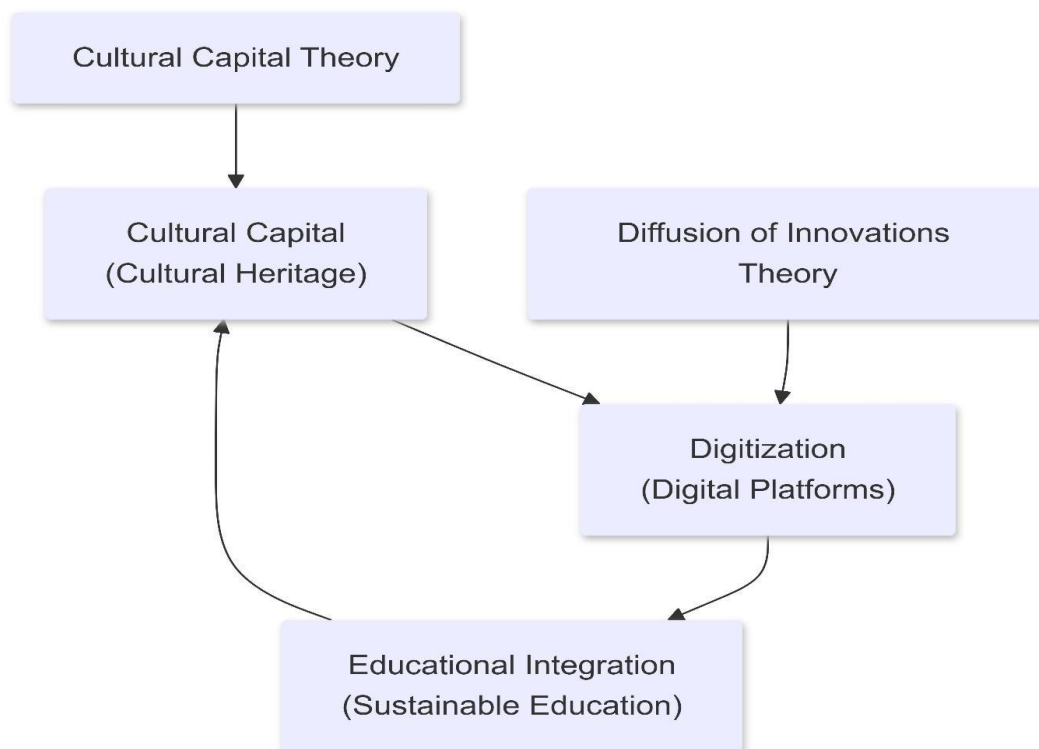 Cultural Capital Theory
Cultural Capital
(Cultural Heritage)
Diffusion of Innovations
Theory
Digitization
(Digital Platforms)
Educational Integration
(Sustainable Education)